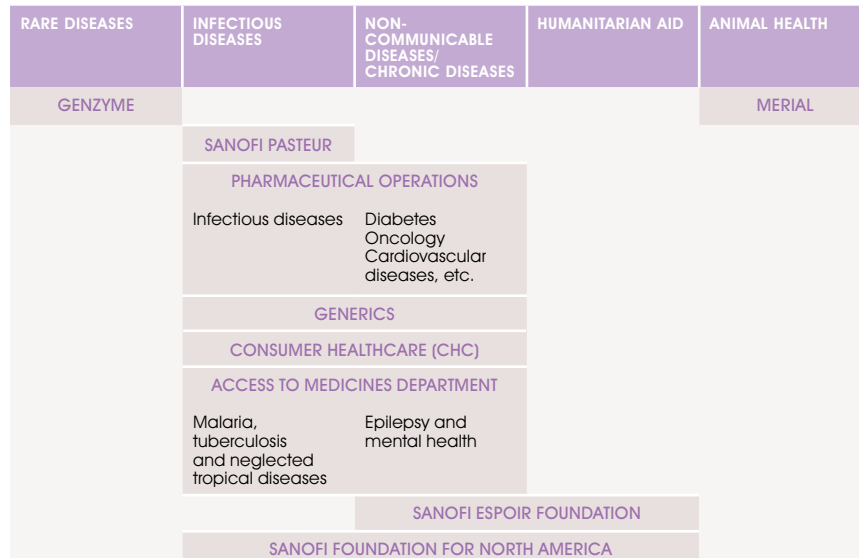 RARE DISEASES
INFECTIOUS
DISEASES
NON-
COMMUNICABLE
DISEASES/
CHRONIC DISEASES
HUMANITARIAN AID
ANIMAL HEALTH
GENZYME
MERIAL
SANOFI PASTEUR
PHARMACEUTICAL OPERATIONS
Infectious diseases
Diabetes
Oncology
Cardiovascular
diseases, etc.
GENERICS
CONSUMER HEALTHCARE (CHC)
ACCESS TO MEDICINES DEPARTMENT
Malaria,
tuberculosis
and neglected
tropical diseases
Epilepsy and
mental health
SANOFI ESPOIR FOUNDATION
SANOFI FOUNDATION FOR NORTH AMERICA